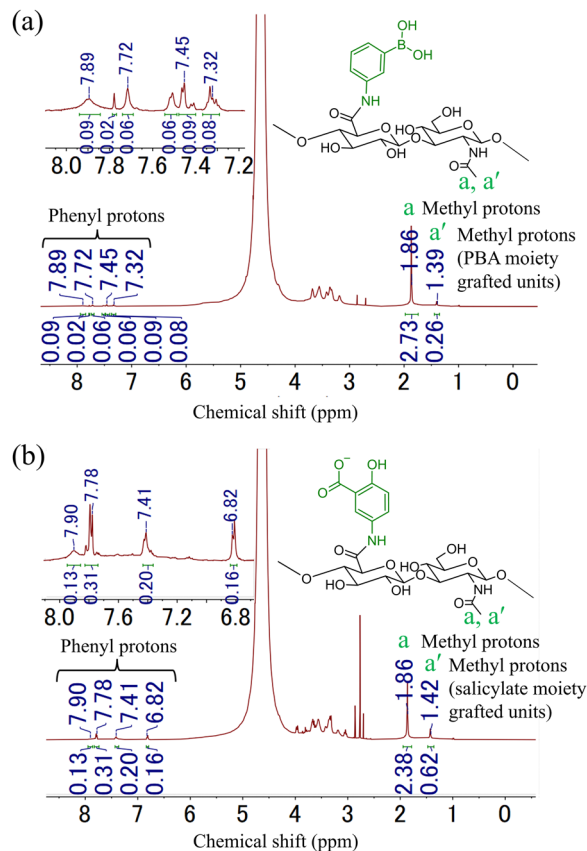 (a)
7.89
7.72
7.45
7.32
0.09
0.02
0.06
0.06
0.09
0.08
8.0 7.8 7.6 7.4 7.2
OH
B
OH
NH
O
O
HO
OH
O
HO
HO
O
NH
O
O
a, a′
Phenyl protons
7.89
7.72
7.45
7.32
a Methyl protons
a′ Methyl protons
(PBA moiety
grafted units)
1.86
1.39
0.09
0.02
0.06
0.06
0.09
0.08
2.73
0.26
8 7 6 5 4 3 2 1 0
Chemical shift (ppm)
(b)
7.90
7.78
7.41
6.82
0.13
0.31
0.20
0.16
8.0 7.6 7.2 6.8
O⁻
OH
O
NH
O
O
HO
OH
O
HO
HO
O
NH
O
O
a, a′
Phenyl protons
7.90
7.78
7.41
6.82
a Methyl protons
a′ Methyl protons
(salicylate moiety
grafted units)
1.86
1.42
0.13
0.31
0.20
0.16
2.38
0.62
8 7 6 5 4 3 2 1 0
Chemical shift (ppm)